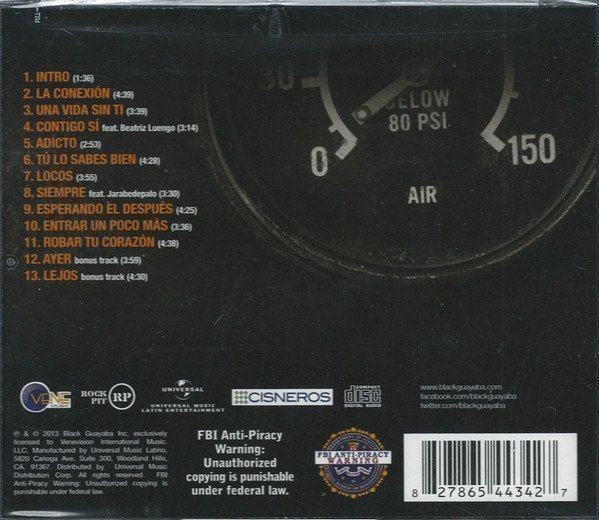 1. INTRO (1:36)
2. LA CONEXIÓN (4:39)
3. UNA VIDA SIN TI (3:39)
4. CONTIGO SÍ feat. Beatriz Luengo (3:14)
5. ADICTO (2:53)
6. TÚ LO SABES BIEN (4:28)
7. LOCOS (3:55)
8. SIEMPRE feat. Jarabedepalo (3:30)
9. ESPERANDO EL DESPUÉS (4:25)
10. ENTRAR UN POCO MÁS (3:36)
11. ROBAR TU CORAZÓN (4:38)
12. AYER bonus track (3:59)
13. LEJOS bonus track (4:30)
BELOW
80 PSI
0
150
AIR
VENE
ROCK
PIT
RP
UNIVERSAL
UNIVERSAL MUSIC
LATIN ENTERTAINMENT
CISNEROS
COMPACT
disc
DIGITAL AUDIO
www.blackguayaba.com
facebook.com/blackguayaba
twitter.com/blackguayaba
℗ & © 2013 Black Guayaba Inc, exclusively
licensed to Venevision International Music.
LLC, Manufactured by Universal Music Latino,
5820 Canoga Ave. Suite 300, Woodland Hills,
CA. 91367. Distributed by Universal Music
Distribution Corp. All rights reserved. FBI
Anti-Piracy Warning: Unauthorized copying is
punishable under federal law.
FBI Anti-Piracy
Warning:
Unauthorized
copying is punishable
under federal law.
FBI ANTI-PIRACY
WARNING
8 27865 44342 7